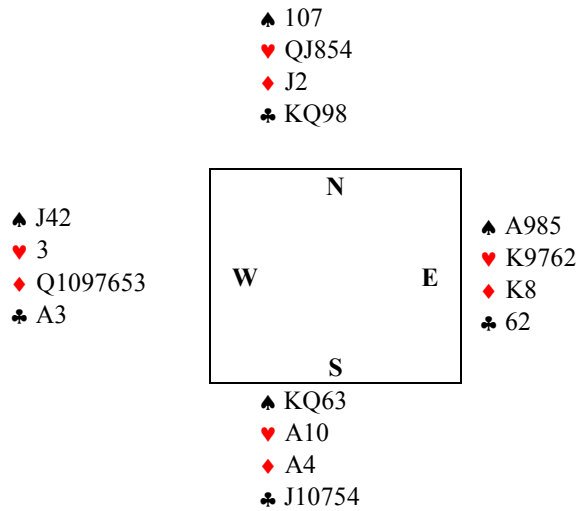 ♠ 107
♥ QJ854
♦ J2
♣ KQ98
N
♠ J42
♥ 3
♦ Q1097653
♣ A3
W
E
♠ A985
♥ K9762
♦ K8
♣ 62
S
♠ KQ63
♥ A10
♦ A4
♣ J10754